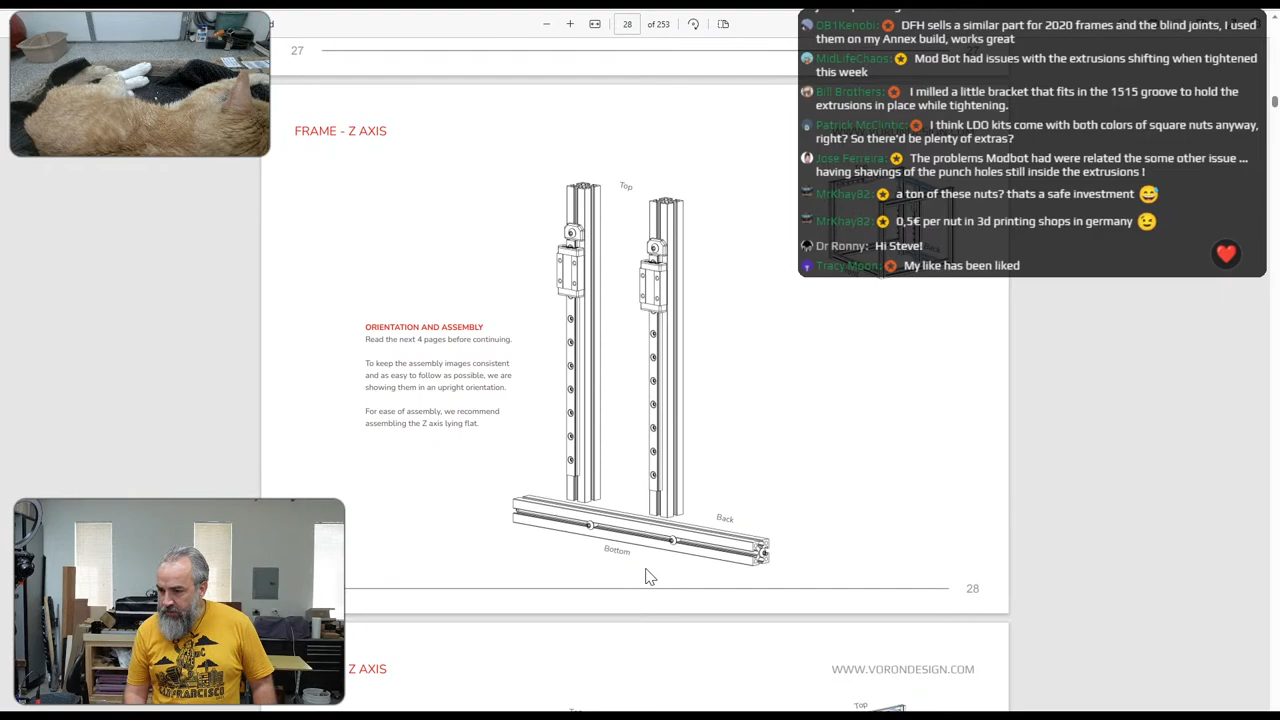 28
of 253
27
FRAME - Z AXIS
Top
ORIENTATION AND ASSEMBLY
Read the next 4 pages before continuing.
To keep the assembly images consistent
and as easy to follow as possible, we are
showing them in an upright orientation.
For ease of assembly, we recommend
assembling the Z axis lying flat.
Back
Bottom
28
Z AXIS
WWW.VORONDESIGN.COM
Top
OB1Kenobi: DFH sells a similar part for 2020 frames and the blind joints, I used
them on my Annex build, works great
MidLifeChaos: Mod Bot had issues with the extrusions shifting when tightened
this week
Bill Brothers: I milled a little bracket that fits in the 1515 groove to hold the
extrusions in place while tightening.
Patrick McClintic: I think LDO kits come with both colors of square nuts anyway,
right? So there'd be plenty of extras?
Jose Ferreira: The problems Modbot had were related the some other issue ...
having shavings of the punch holes still inside the extrusions !
MrKhay82: a ton of these nuts? thats a safe investment 😅
MrKhay82: 0,5€ per nut in 3d printing shops in germany 😉
Back
Dr Ronny: Hi Steve!
Tracy Moon: My like has been liked
FRANCISCO